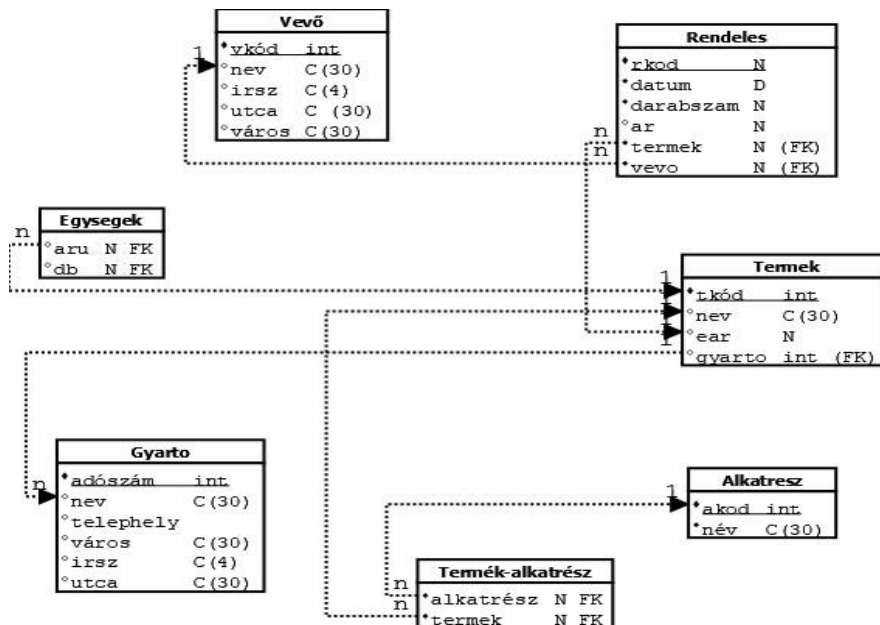 Vevő
vkód int
nev C(30)
irsz C(4)
utca C (30)
város C(30)
1
Rendeles
rkod N
datum D
darabszam N
ar N
termek N (FK)
vevo N (FK)
n
n
Egysegek
aru N FK
db N FK
n
Termek
tkód int
nev C(30)
ear N
gyarto int (FK)
1
1
1
1
Gyarto
adószám int
nev C(30)
telephely
város C(30)
irsz C(4)
utca C(30)
n
Alkatresz
akod int
név C(30)
1
Termék-alkatrész
alkatrész N FK
termek N FK
n
n